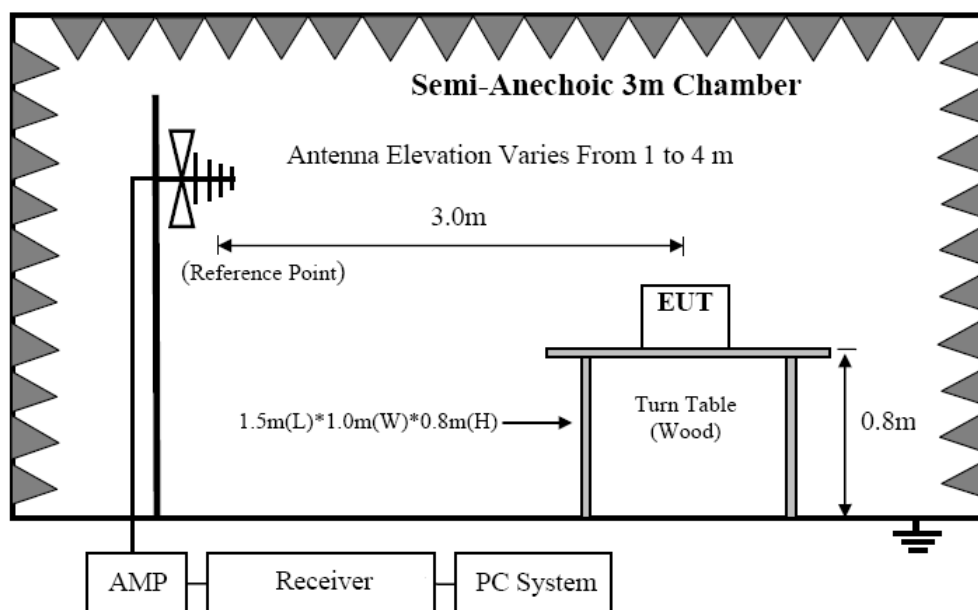 Semi-Anechoic 3m Chamber
Antenna Elevation Varies From 1 to 4 m
3.0m
(Reference Point)
EUT
1.5m(L)*1.0m(W)*0.8m(H)
Turn Table
(Wood)
0.8m
AMP
Receiver
PC System